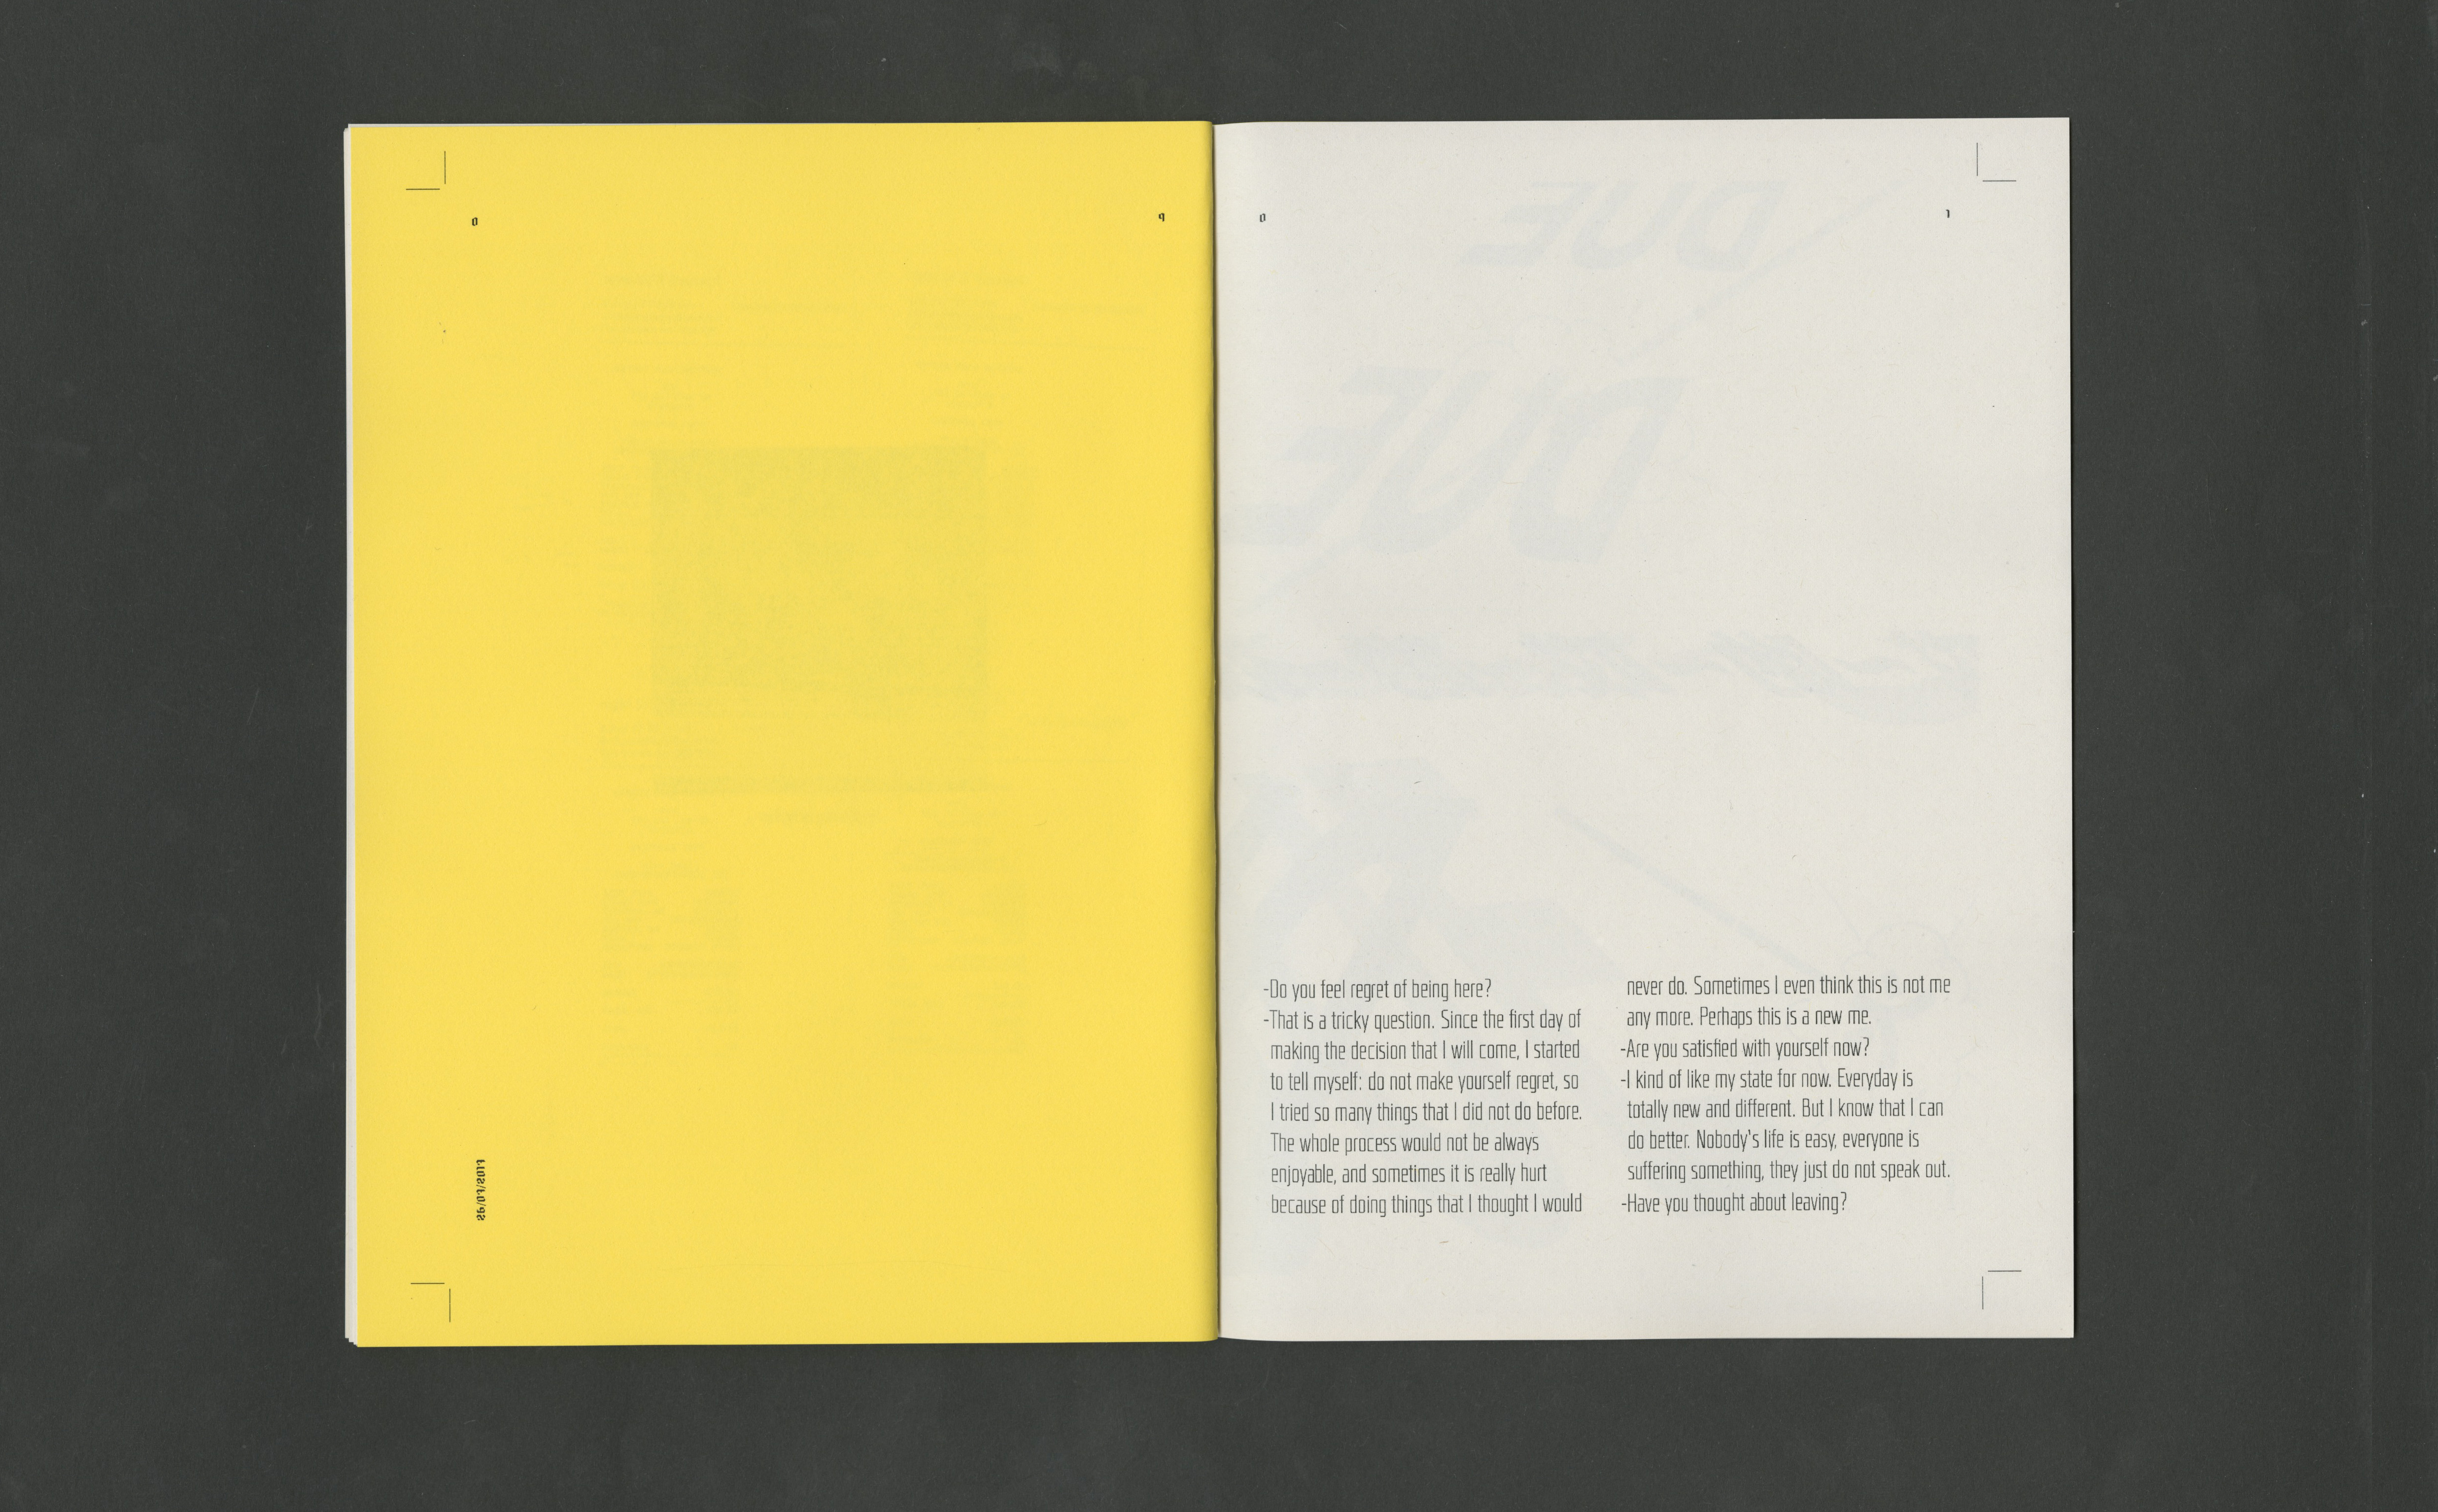 0
9
26/07/2017
0
7
-Do you feel regret of being here?
-That is a tricky question. Since the first day of
making the decision that I will come, I started
to tell myself: do not make yourself regret, so
I tried so many things that I did not do before.
The whole process would not be always
enjoyable, and sometimes it is really hurt
because of doing things that I thought I would
never do. Sometimes I even think this is not me
any more. Perhaps this is a new me.
-Are you satisfied with yourself now?
-I kind of like my state for now. Everyday is
totally new and different. But I know that I can
do better. Nobody's life is easy, everyone is
suffering something, they just do not speak out.
-Have you thought about leaving?